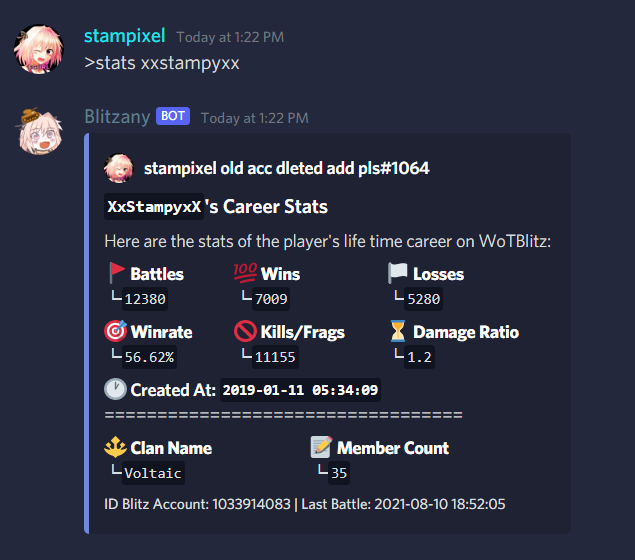 stampixel Today at 1:22 PM
>stats xxstampyxx
Blitzany BOT Today at 1:22 PM
stampixel old acc dleted add pls#1064
XxStampyxX's Career Stats
Here are the stats of the player's life time career on WoTBlitz:
🚩 Battles 💯 Wins 🏳️ Losses
╰12380 ╰7009 ╰5280
🎯 Winrate 🚫 Kills/Frags ⏳ Damage Ratio
╰56.62% ╰11155 ╰1.2
🕐 Created At: 2019-01-11 05:34:09
==================================
🔱 Clan Name 📝 Member Count
╰Voltaic ╰35
ID Blitz Account: 1033914083 | Last Battle: 2021-08-10 18:52:05